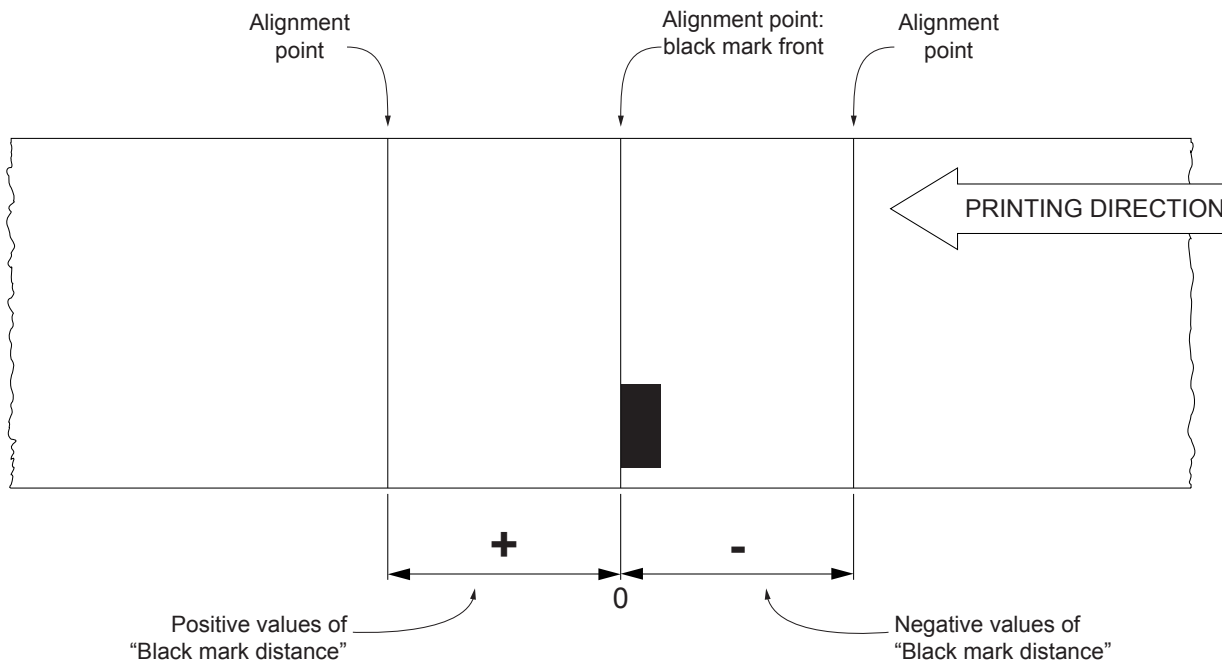 Alignment
point
Alignment point:
black mark front
Alignment
point
PRINTING DIRECTION
+
-
0
Positive values of
“Black mark distance”
Negative values of
“Black mark distance”